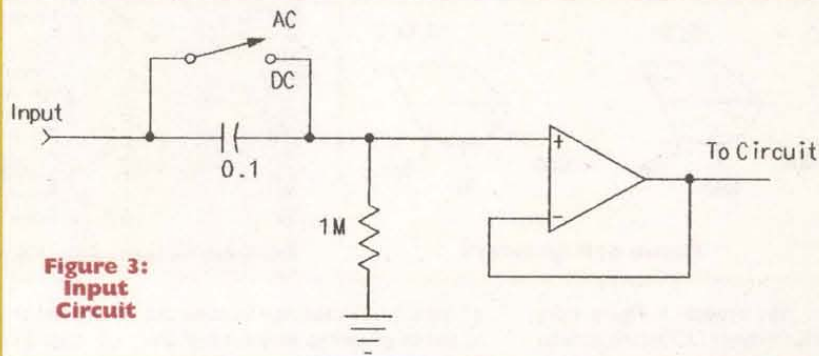 AC
DC
Input
0.1
+
To Circuit
−
1M
Figure 3:
Input
Circuit